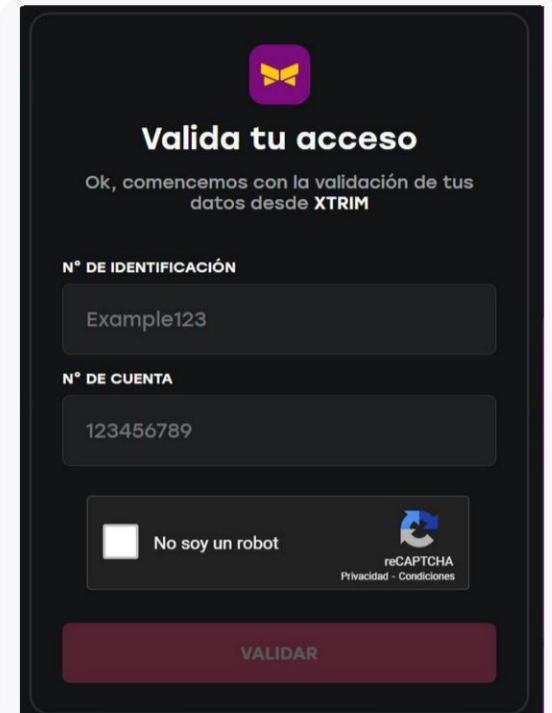 Valida tu acceso
Ok, comencemos con la validación de tus
datos desde XTRIM
N° DE IDENTIFICACIÓN
Example123
N° DE CUENTA
123456789
No soy un robot
reCAPTCHA
Privacidad - Condiciones
VALIDAR